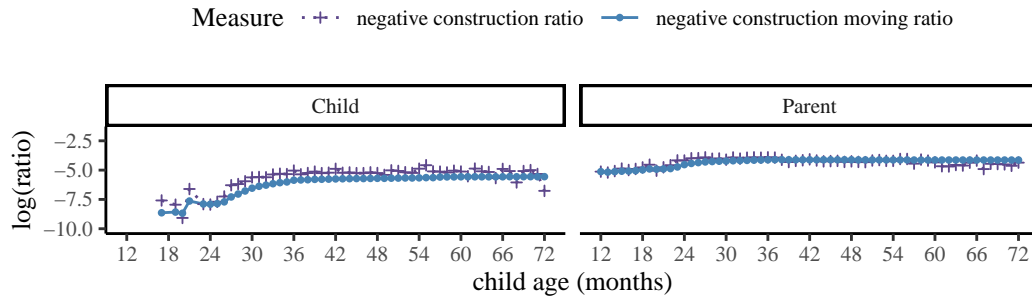 Measure negative construction ratio negative construction moving ratio
Child Parent
log(ratio)
−2.5
−5.0
−7.5
−10.0
12 18 24 30 36 42 48 54 60 66 72 12 18 24 30 36 42 48 54 60 66 72
child age (months)